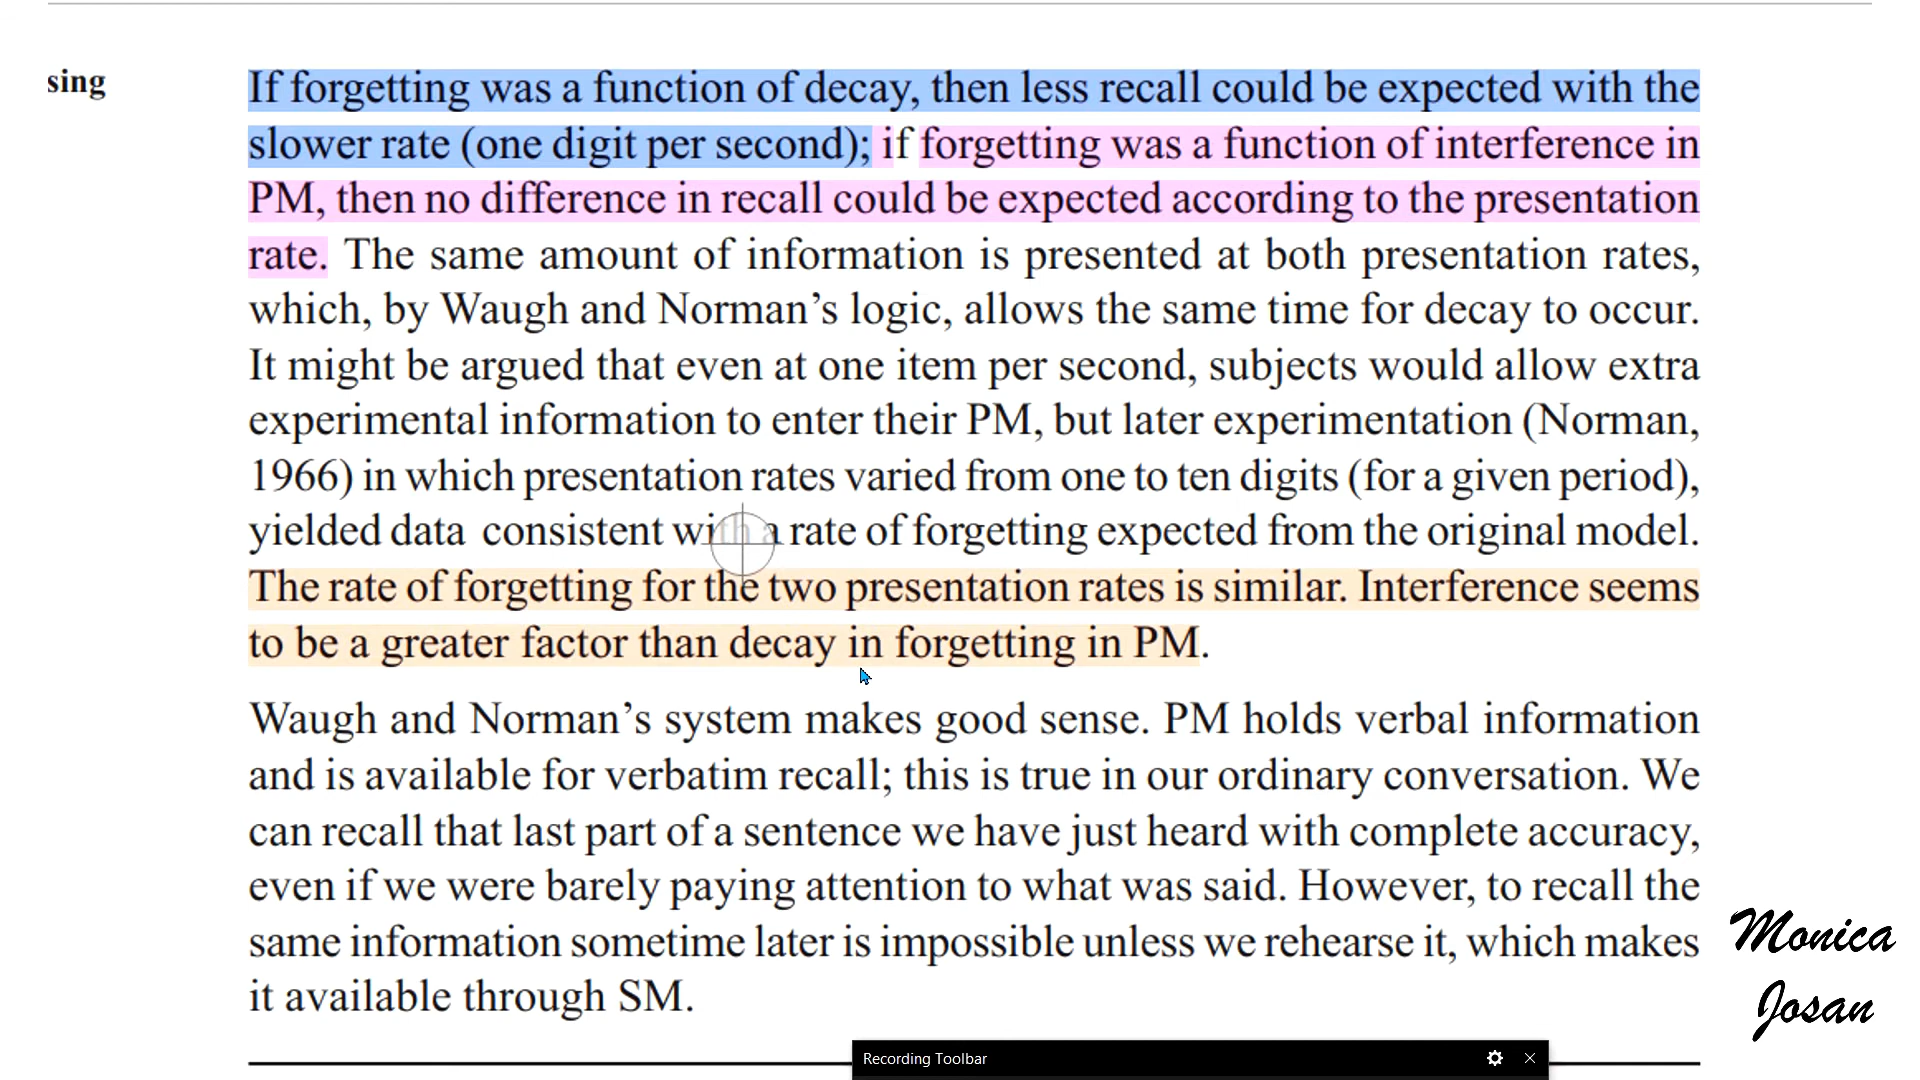 sing
If forgetting was a function of decay, then less recall could be expected with the
slower rate (one digit per second); if forgetting was a function of interference in
PM, then no difference in recall could be expected according to the presentation
rate. The same amount of information is presented at both presentation rates,
which, by Waugh and Norman’s logic, allows the same time for decay to occur.
It might be argued that even at one item per second, subjects would allow extra
experimental information to enter their PM, but later experimentation (Norman,
1966) in which presentation rates varied from one to ten digits (for a given period),
yielded data consistent with a rate of forgetting expected from the original model.
The rate of forgetting for the two presentation rates is similar. Interference seems
to be a greater factor than decay in forgetting in PM.
Waugh and Norman’s system makes good sense. PM holds verbal information
and is available for verbatim recall; this is true in our ordinary conversation. We
can recall that last part of a sentence we have just heard with complete accuracy,
even if we were barely paying attention to what was said. However, to recall the
same information sometime later is impossible unless we rehearse it, which makes
it available through SM.
Monica
Josan
Recording Toolbar